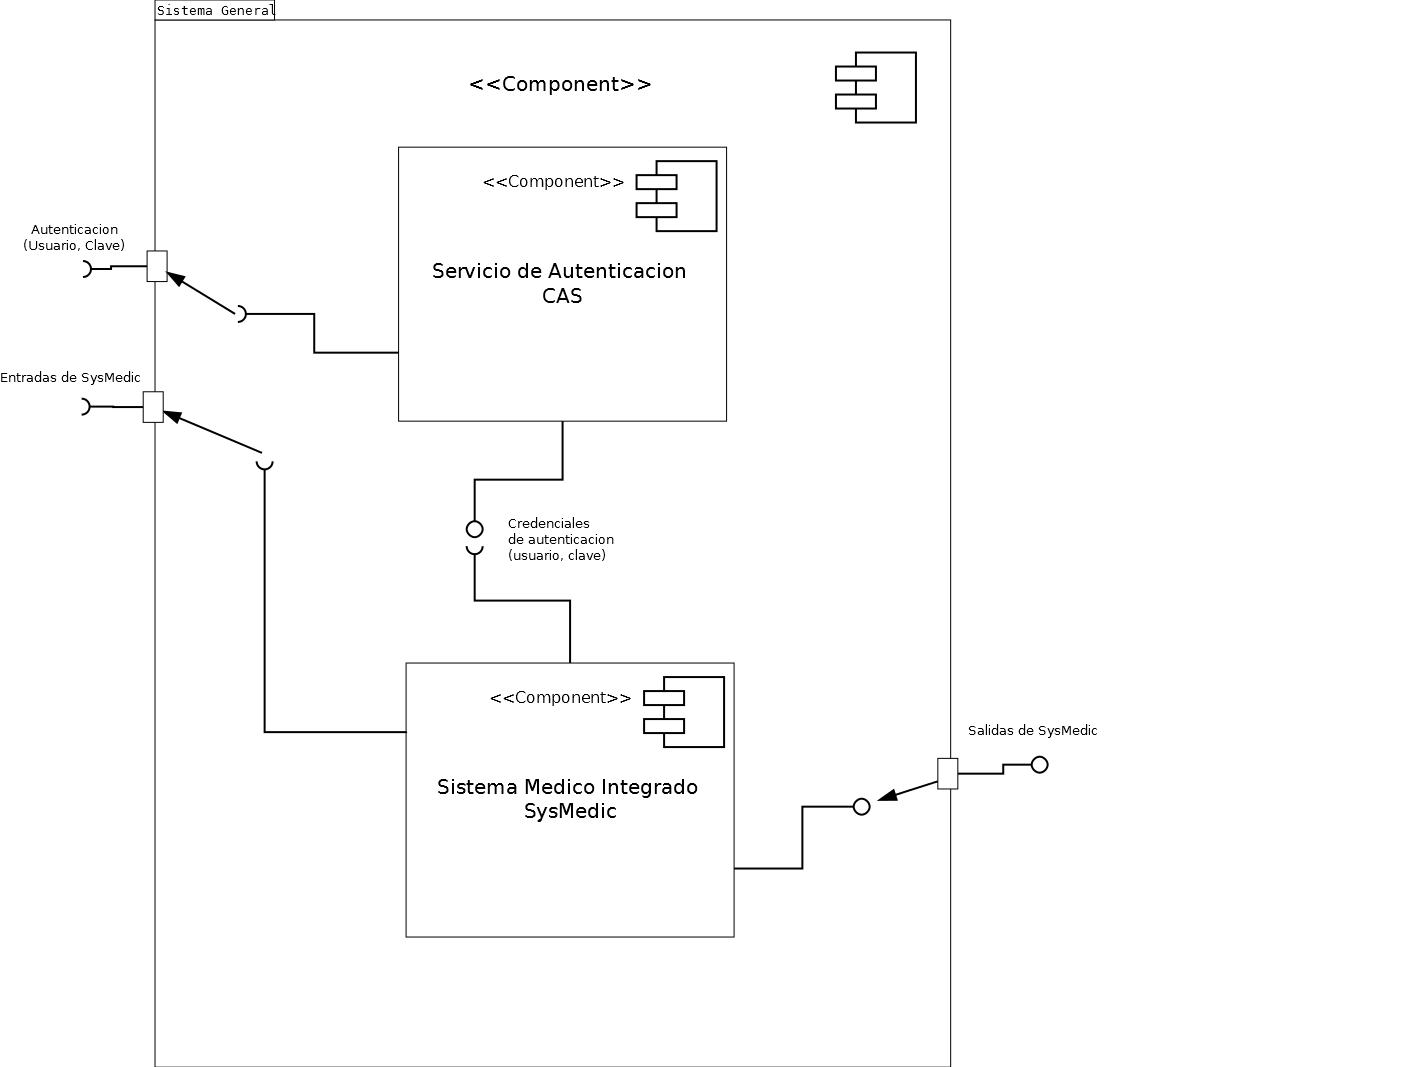 Sistema General
<<Component>>
<<Component>>
Servicio de Autenticacion
CAS
Autenticacion
(Usuario, Clave)
Entradas de SysMedic
Credenciales
de autenticacion
(usuario, clave)
<<Component>>
Sistema Medico Integrado
SysMedic
Salidas de SysMedic